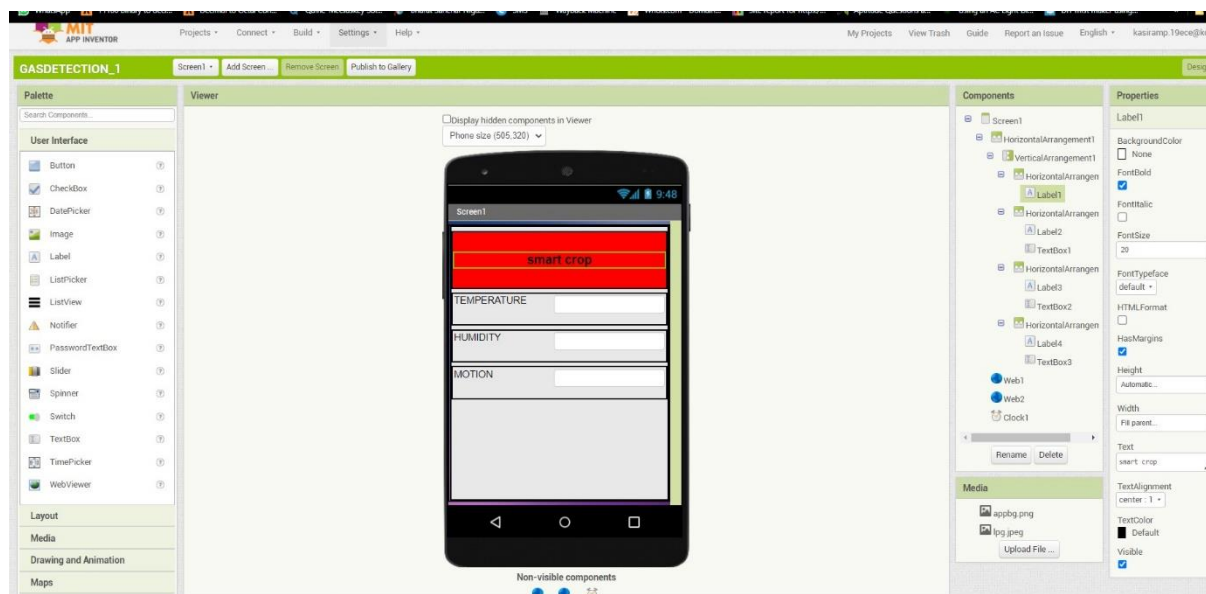 MIT
APP INVENTOR
Projects
Connect
Build
Settings
Help
My Projects
View Trash
Guide
Report an Issue
English
GASDETECTION_1
Screen1
Add Screen ...
Remove Screen
Publish to Gallery
Palette
Search Components...
User Interface
Button
CheckBox
DatePicker
Image
Label
ListPicker
ListView
Notifier
PasswordTextBox
Slider
Spinner
Switch
TextBox
TimePicker
WebViewer
Layout
Media
Drawing and Animation
Maps
Viewer
Display hidden components in Viewer
Phone size (505,320)
9:48
Screen1
smart crop
TEMPERATURE
HUMIDITY
MOTION
Non-visible components
Components
Screen1
HorizontalArrangement1
VerticalArrangement1
HorizontalArrangen
Label1
HorizontalArrangen
Label2
TextBox1
HorizontalArrangen
Label3
TextBox2
HorizontalArrangen
Label4
TextBox3
Web1
Web2
Clock1
Rename Delete
Media
appbg.png
lpg.jpeg
Upload File ...
Properties
Label1
BackgroundColor
None
FontBold
FontItalic
FontSize
20
FontTypeface
default
HTMLFormat
HasMargins
Height
Automatic...
Width
Fill parent...
Text
smart crop
TextAlignment
center : 1
TextColor
Default
Visible